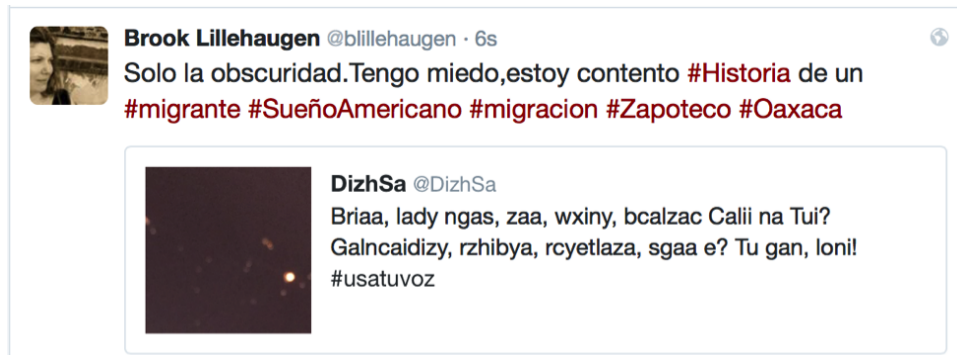 Brook Lillehaugen @blillehaugen · 6s
Solo la obscuridad.Tengo miedo,estoy contento #Historia de un
#migrante #SueñoAmericano #migracion #Zapoteco #Oaxaca
DizhSa @DizhSa
Briaa, lady ngas, zaa, wxiny, bcalzac Calii na Tui?
Galncaidizy, rzhibya, rcyetlaza, sgaa e? Tu gan, loni!
#usatuvoz